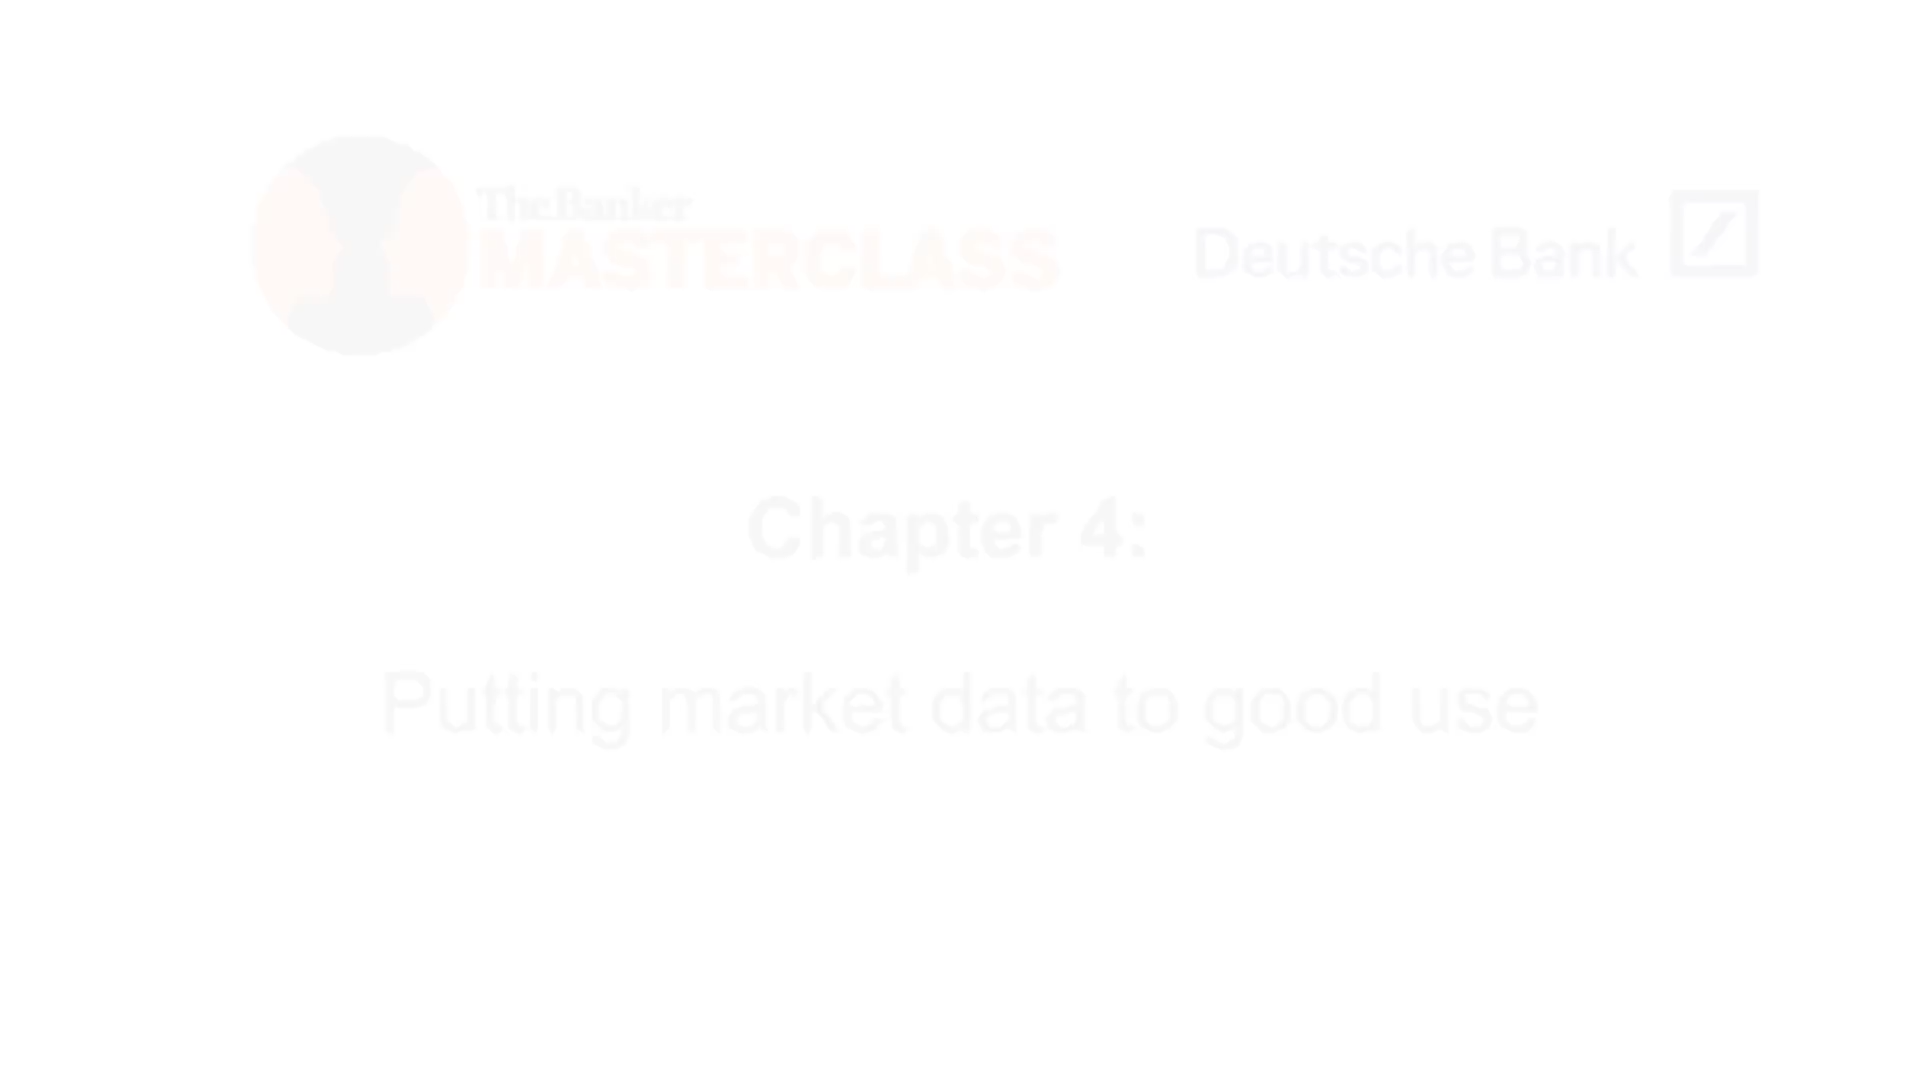 The Banker
MASTERCLASS
Deutsche Bank
Chapter 4:
Putting market data to good use